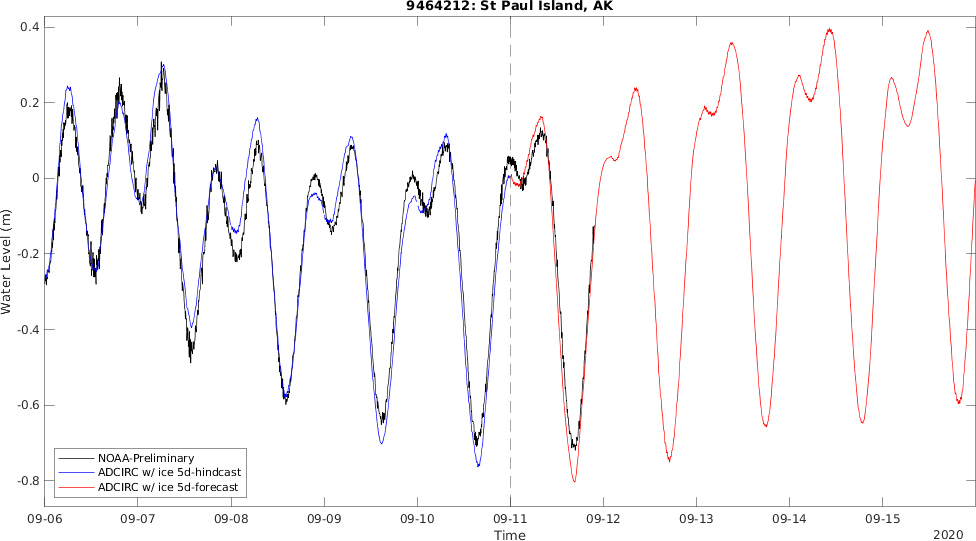 9464212: St Paul Island, AK
0.4
0.2
0
-0.2
-0.4
-0.6
-0.8
Water Level (m)
NOAA-Preliminary
ADCIRC w/ ice 5d-hindcast
ADCIRC w/ ice 5d-forecast
09-06 09-07 09-08 09-09 09-10 09-11 09-12 09-13 09-14 09-15
Time
2020